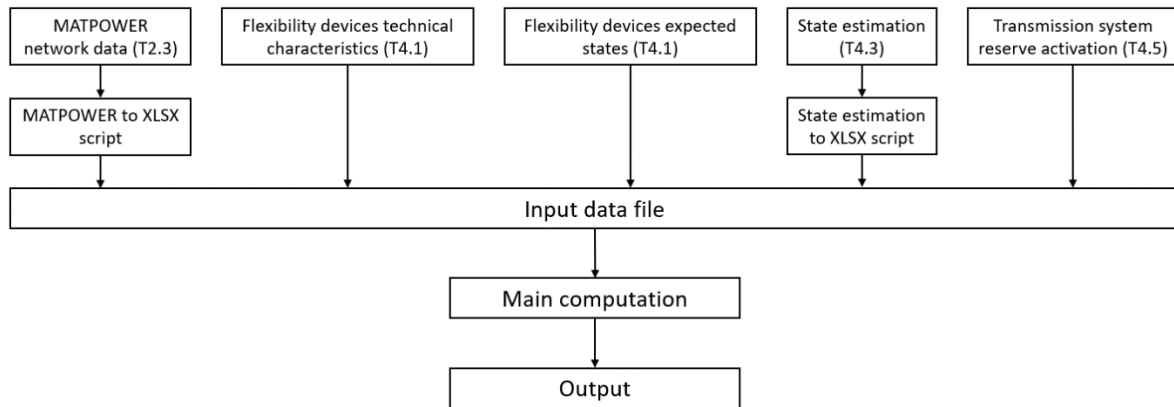 MATPOWER
network data (T2.3)
Flexibility devices technical
characteristics (T4.1)
Flexibility devices expected
states (T4.1)
State estimation
(T4.3)
Transmission system
reserve activation (T4.5)
MATPOWER to XLSX
script
State estimation
to XLSX script
Input data file
Main computation
Output